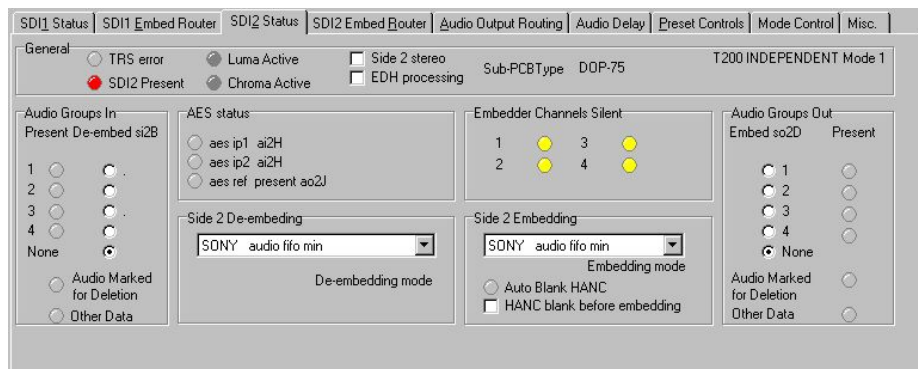 SDI1 Status SDI1 Embed Router SDI2 Status SDI2 Embed Router Audio Output Routing Audio Delay Preset Controls Mode Control Misc.
General
TRS error Luma Active Side 2 stereo Sub-PCBType DOP-75 T200 INDEPENDENT Mode 1
SDI2 Present Chroma Active EDH processing
Audio Groups In
Present De-embed si2B
1 .
2
3 .
4
None
Audio Marked
for Deletion
Other Data
AES status
aes ip1 ai2H
aes ip2 ai2H
aes ref present ao2J
Side 2 De-embeding
SONY audio fifo min
De-embedding mode
Embedder Channels Silent
1 3
2 4
Side 2 Embedding
SONY audio fifo min
Embedding mode
Auto Blank HANC
HANC blank before embedding
Audio Groups Out
Embed so2D Present
1
2
3
4
None
Audio Marked
for Deletion
Other Data